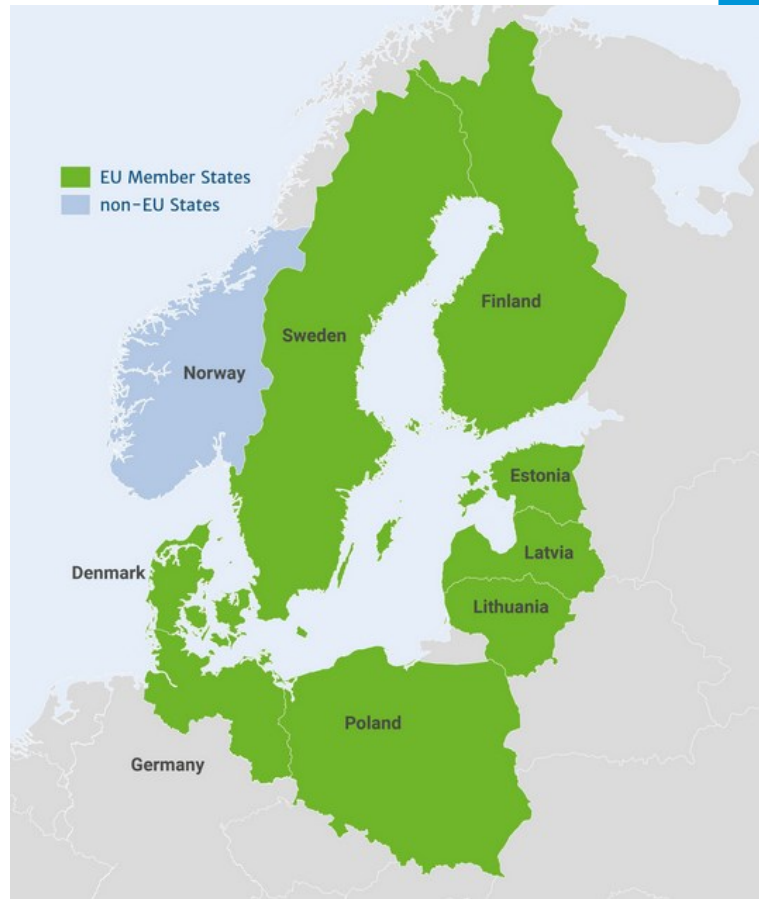 EU Member States
non-EU States
Finland
Sweden
Norway
Estonia
Latvia
Denmark
Lithuania
Poland
Germany